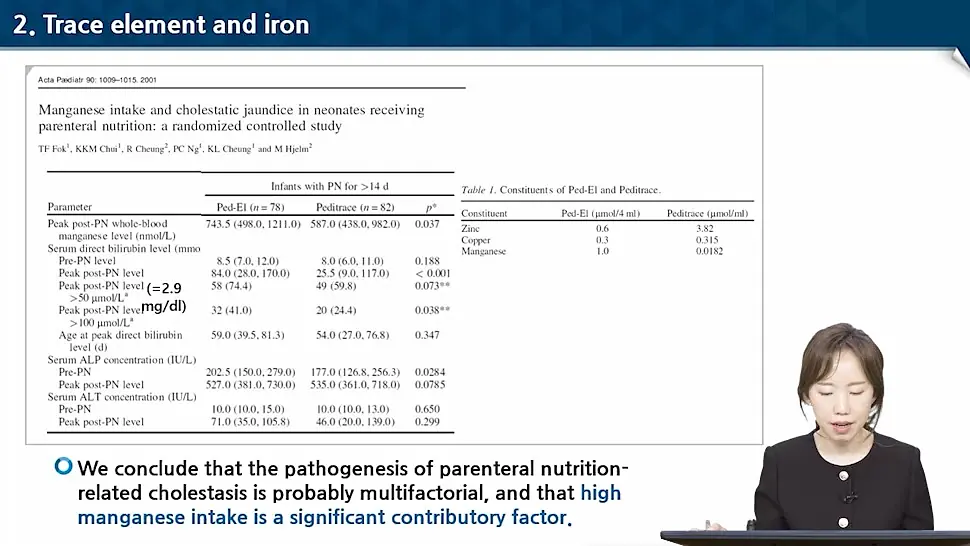 2. Trace element and iron
Acta Pædiatr 90: 1009–1015. 2001
Manganese intake and cholestatic jaundice in neonates receiving
parenteral nutrition: a randomized controlled study
TF Fok¹, KKM Chui¹, R Cheung², PC Ng¹, KL Cheung¹ and M Hjelm²
Infants with PN for >14 d
Parameter Ped-El (n = 78) Peditrace (n = 82) p*
Peak post-PN whole-blood 743.5 (498.0, 1211.0) 587.0 (438.0, 982.0) 0.037
manganese level (nmol/L)
Serum direct bilirubin level (mmo
Pre-PN level 8.5 (7.0, 12.0) 8.0 (6.0, 11.0) 0.188
Peak post-PN level 84.0 (28.0, 170.0) 25.5 (9.0, 117.0) < 0.001
Peak post-PN level 58 (74.4) 49 (59.8) 0.073**
>50 µmol/Lᵃ (=2.9
Peak post-PN level mg/dl) 32 (41.0) 20 (24.4) 0.038**
>100 µmol/Lᵃ
Age at peak direct bilirubin 59.0 (39.5, 81.3) 54.0 (27.0, 76.8) 0.347
level (d)
Serum ALP concentration (IU/L)
Pre-PN 202.5 (150.0, 279.0) 177.0 (126.8, 256.3) 0.0284
Peak post-PN level 527.0 (381.0, 730.0) 535.0 (361.0, 718.0) 0.0785
Serum ALT concentration (IU/L)
Pre-PN 10.0 (10.0, 15.0) 10.0 (10.0, 13.0) 0.650
Peak post-PN level 71.0 (35.0, 105.8) 46.0 (20.0, 139.0) 0.299
Table 1. Constituents of Ped-El and Peditrace.
Constituent Ped-El (µmol/4 ml) Peditrace (µmol/ml)
Zinc 0.6 3.82
Copper 0.3 0.315
Manganese 1.0 0.0182
We conclude that the pathogenesis of parenteral nutrition-
related cholestasis is probably multifactorial, and that high
manganese intake is a significant contributory factor.